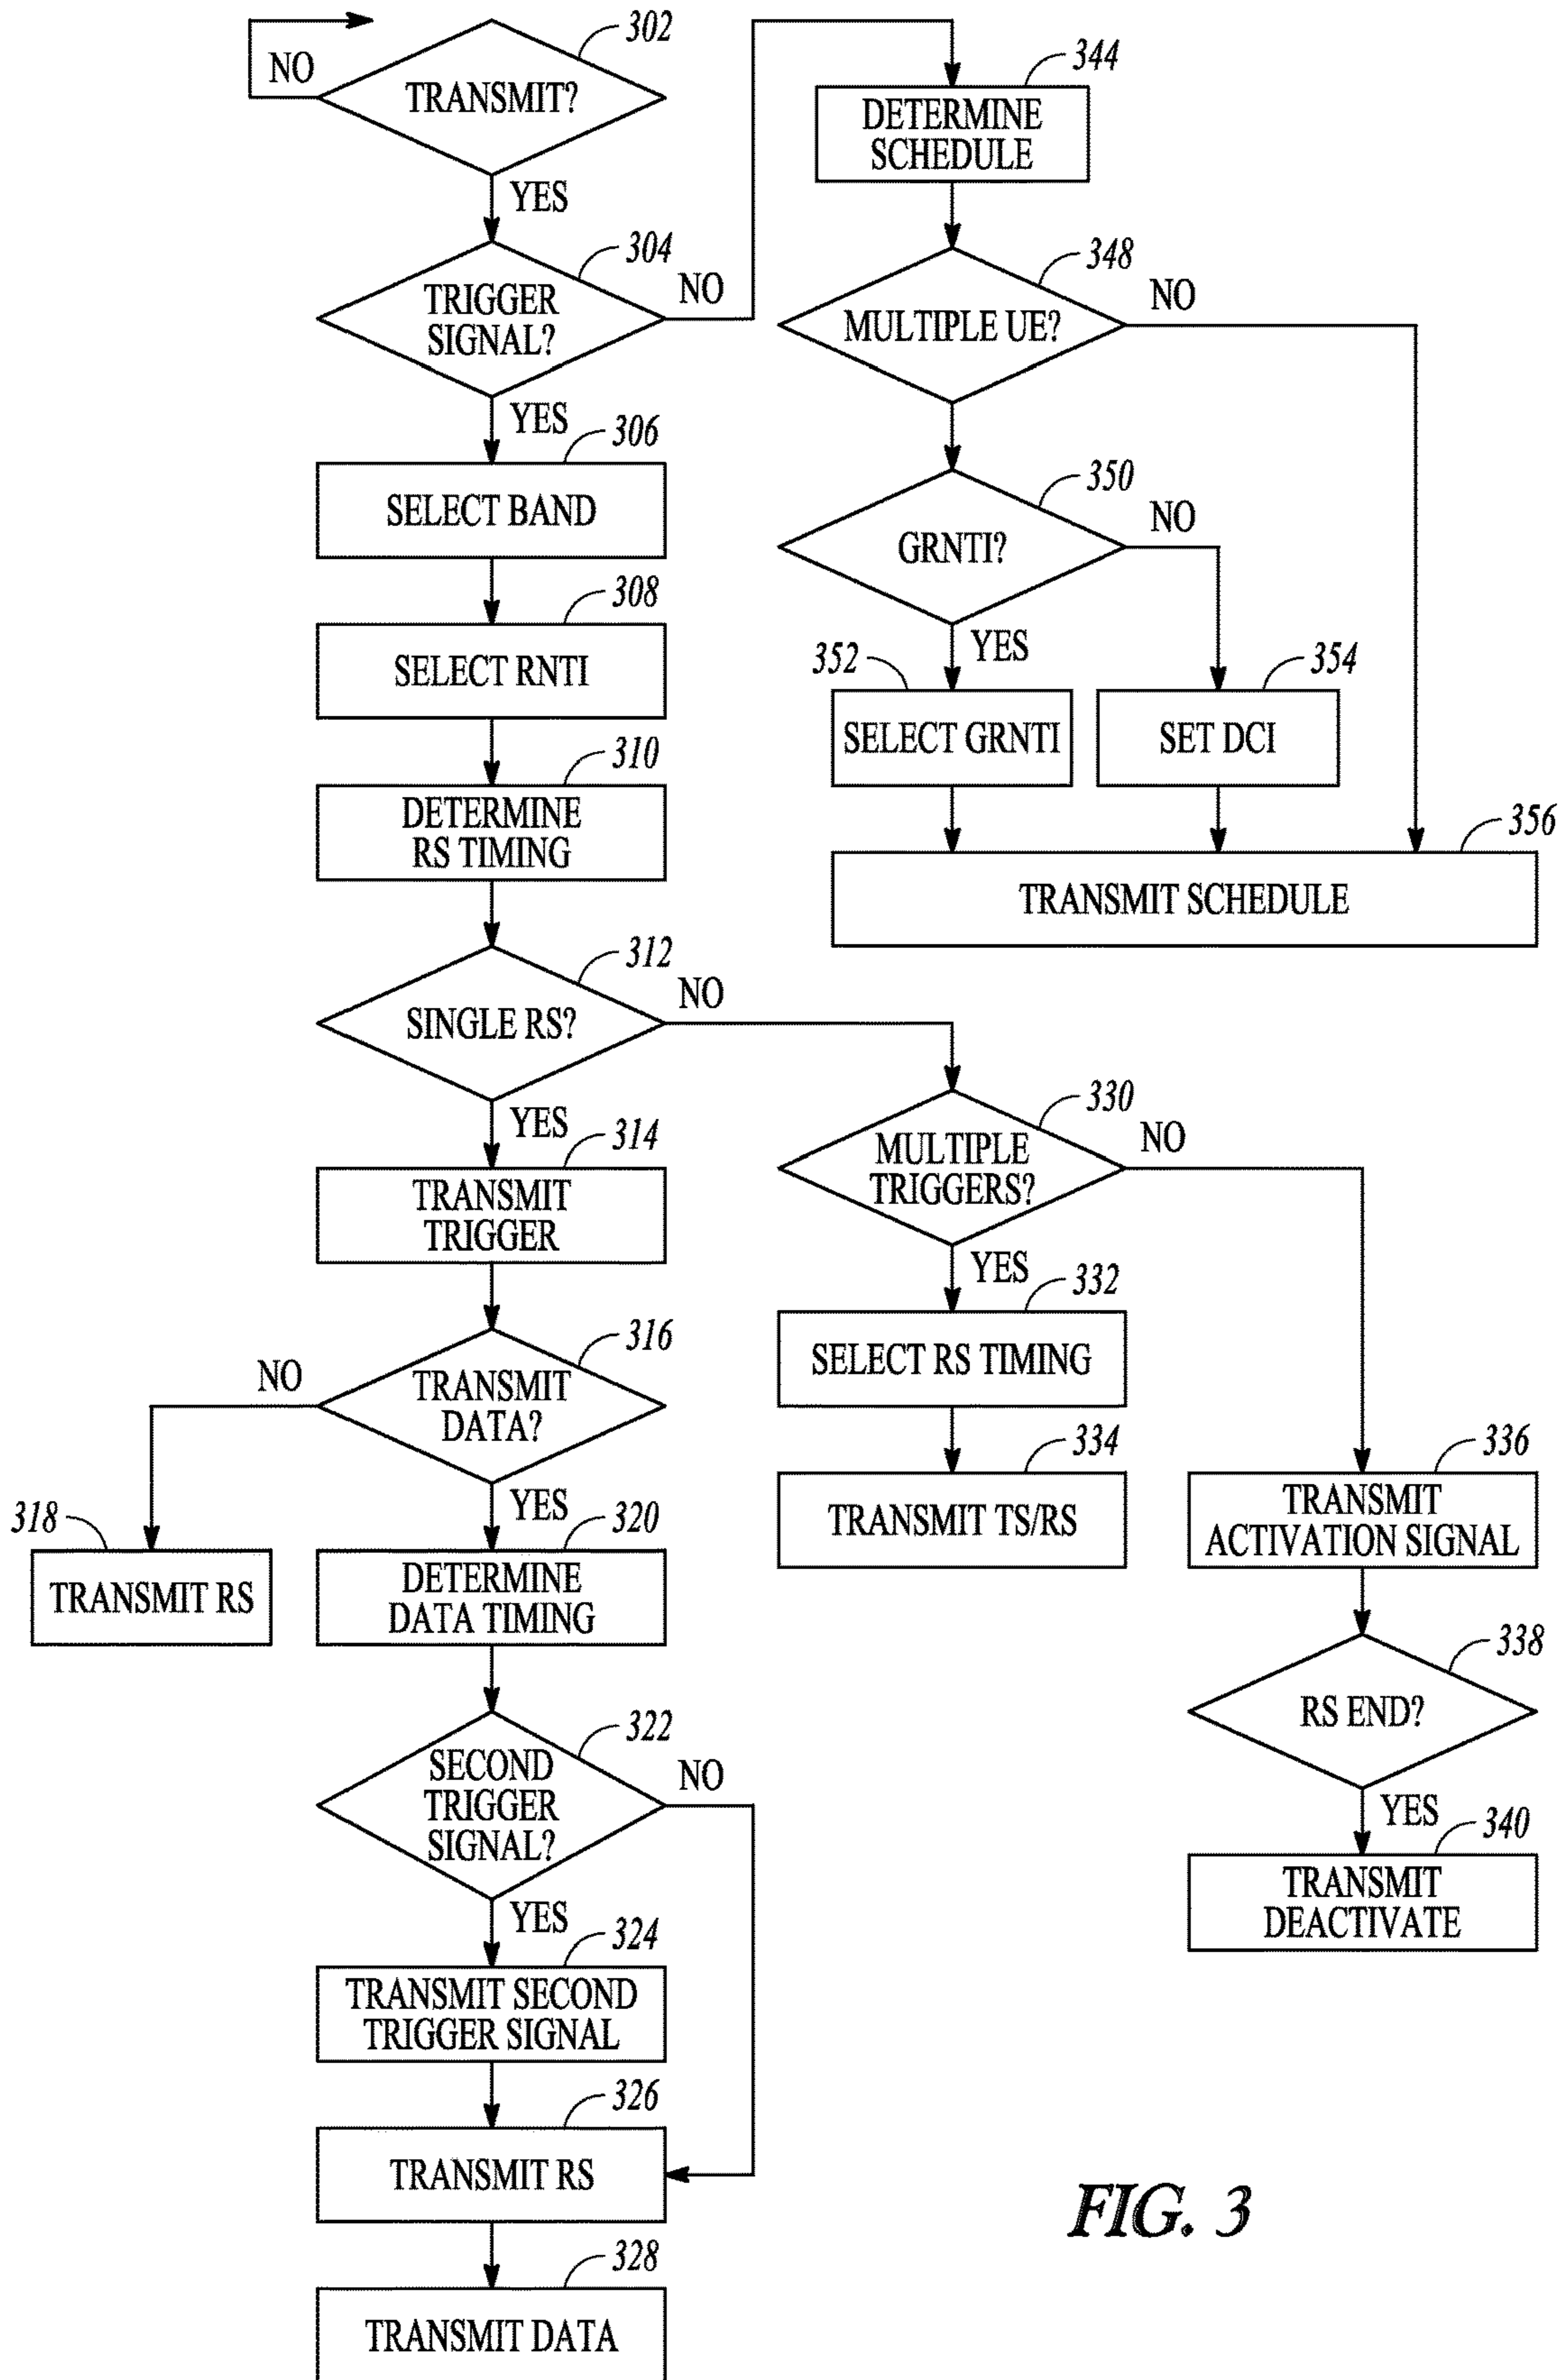 302
NO
TRANSMIT?
YES
304
TRIGGER
SIGNAL?
NO
YES
306
SELECT BAND
308
SELECT RNTI
310
DETERMINE
RS TIMING
312
SINGLE RS?
NO
YES
314
TRANSMIT
TRIGGER
316
NO
TRANSMIT
DATA?
YES
318
TRANSMIT RS
320
DETERMINE
DATA TIMING
322
SECOND
TRIGGER
SIGNAL?
NO
YES
324
TRANSMIT SECOND
TRIGGER SIGNAL
326
TRANSMIT RS
328
TRANSMIT DATA
344
DETERMINE
SCHEDULE
348
MULTIPLE UE?
NO
350
GRNTI?
NO
YES
352
SELECT GRNTI
354
SET DCI
356
TRANSMIT SCHEDULE
330
MULTIPLE
TRIGGERS?
NO
YES
332
SELECT RS TIMING
334
TRANSMIT TS/RS
336
TRANSMIT
ACTIVATION SIGNAL
338
RS END?
YES
340
TRANSMIT
DEACTIVATE
FIG. 3